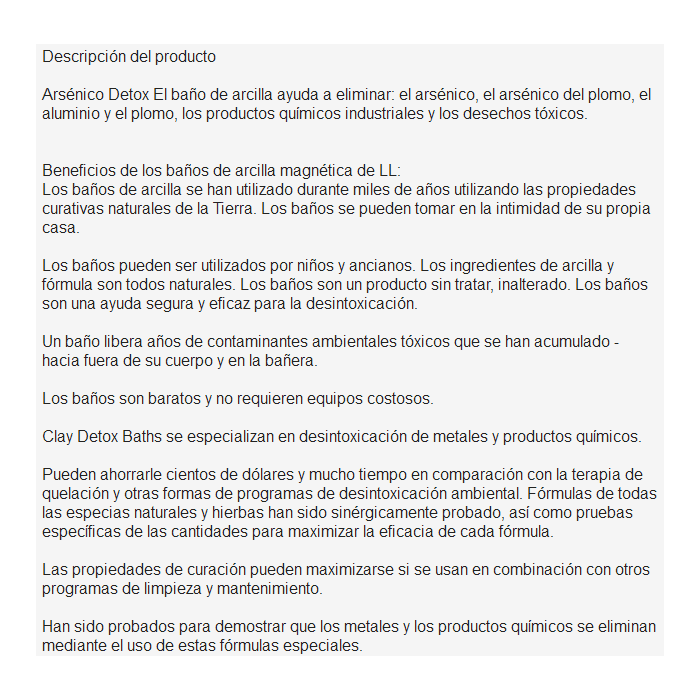 Descripción del producto
Arsénico Detox El baño de arcilla ayuda a eliminar: el arsénico, el arsénico del plomo, el
aluminio y el plomo, los productos químicos industriales y los desechos tóxicos.
Beneficios de los baños de arcilla magnética de LL:
Los baños de arcilla se han utilizado durante miles de años utilizando las propiedades
curativas naturales de la Tierra. Los baños se pueden tomar en la intimidad de su propia
casa.
Los baños pueden ser utilizados por niños y ancianos. Los ingredientes de arcilla y
fórmula son todos naturales. Los baños son un producto sin tratar, inalterado. Los baños
son una ayuda segura y eficaz para la desintoxicación.
Un baño libera años de contaminantes ambientales tóxicos que se han acumulado -
hacia fuera de su cuerpo y en la bañera.
Los baños son baratos y no requieren equipos costosos.
Clay Detox Baths se especializan en desintoxicación de metales y productos químicos.
Pueden ahorrarle cientos de dólares y mucho tiempo en comparación con la terapia de
quelación y otras formas de programas de desintoxicación ambiental. Fórmulas de todas
las especias naturales y hierbas han sido sinérgicamente probado, así como pruebas
específicas de las cantidades para maximizar la eficacia de cada fórmula.
Las propiedades de curación pueden maximizarse si se usan en combinación con otros
programas de limpieza y mantenimiento.
Han sido probados para demostrar que los metales y los productos químicos se eliminan
mediante el uso de estas fórmulas especiales.